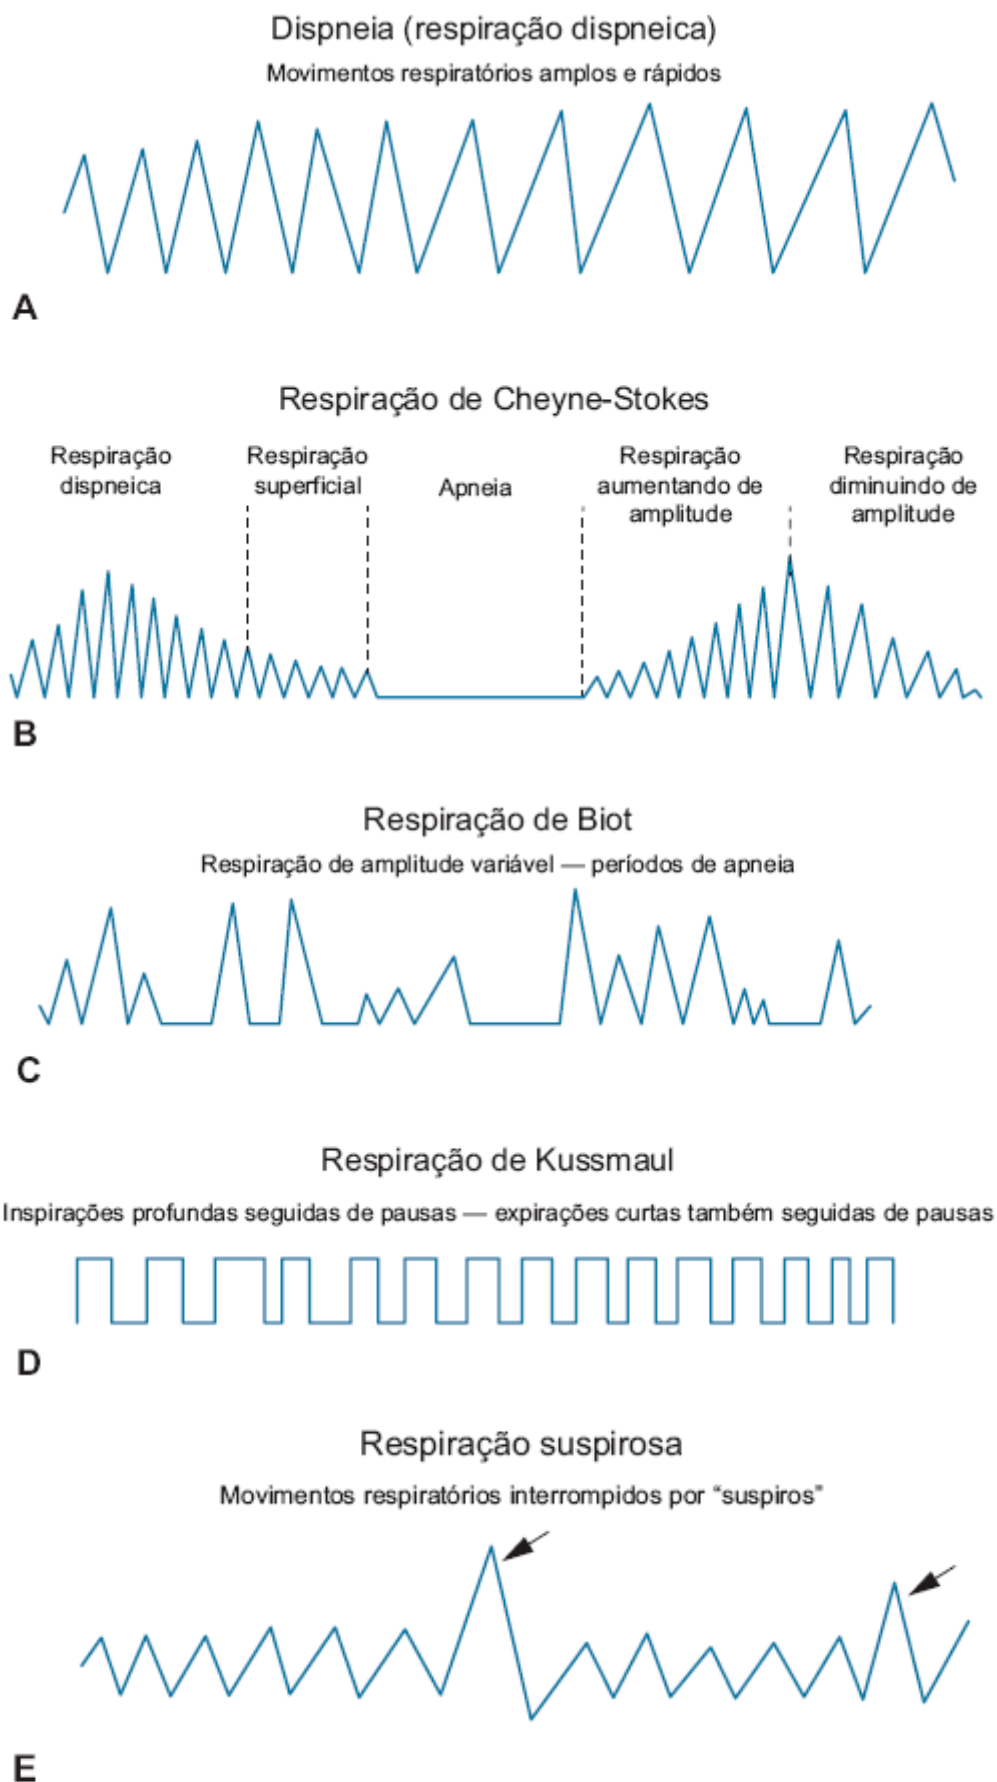 Dispneia (respiração dispneica)
Movimentos respiratórios amplos e rápidos
A
Respiração de Cheyne-Stokes
Respiração
dispneica
Respiração
superficial
Apneia
Respiração
aumentando de
amplitude
Respiração
diminuindo de
amplitude
B
Respiração de Biot
Respiração de amplitude variável — períodos de apneia
C
Respiração de Kussmaul
Inspirações profundas seguidas de pausas — expirações curtas também seguidas de pausas
D
Respiração suspirosa
Movimentos respiratórios interrompidos por “suspiros”
E